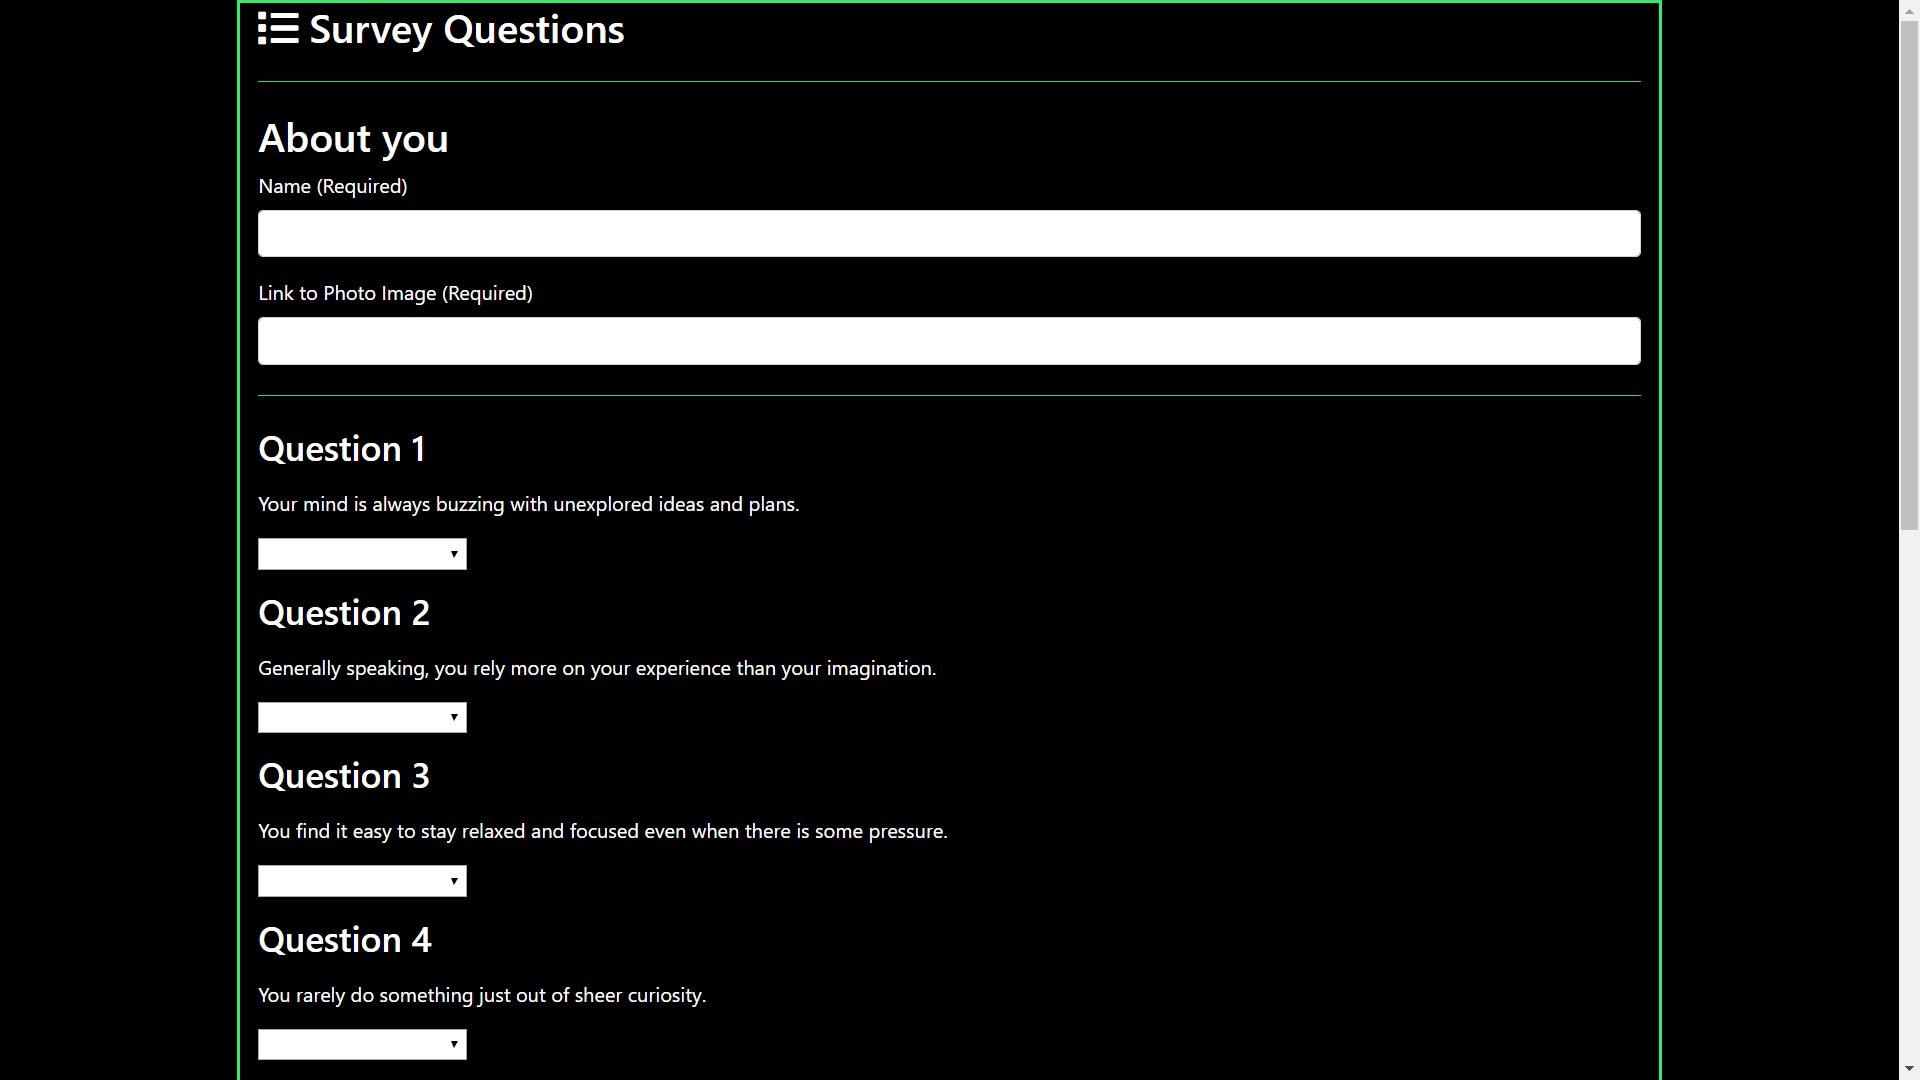 Survey Questions
About you
Name (Required)
Link to Photo Image (Required)
Question 1
Your mind is always buzzing with unexplored ideas and plans.
Question 2
Generally speaking, you rely more on your experience than your imagination.
Question 3
You find it easy to stay relaxed and focused even when there is some pressure.
Question 4
You rarely do something just out of sheer curiosity.